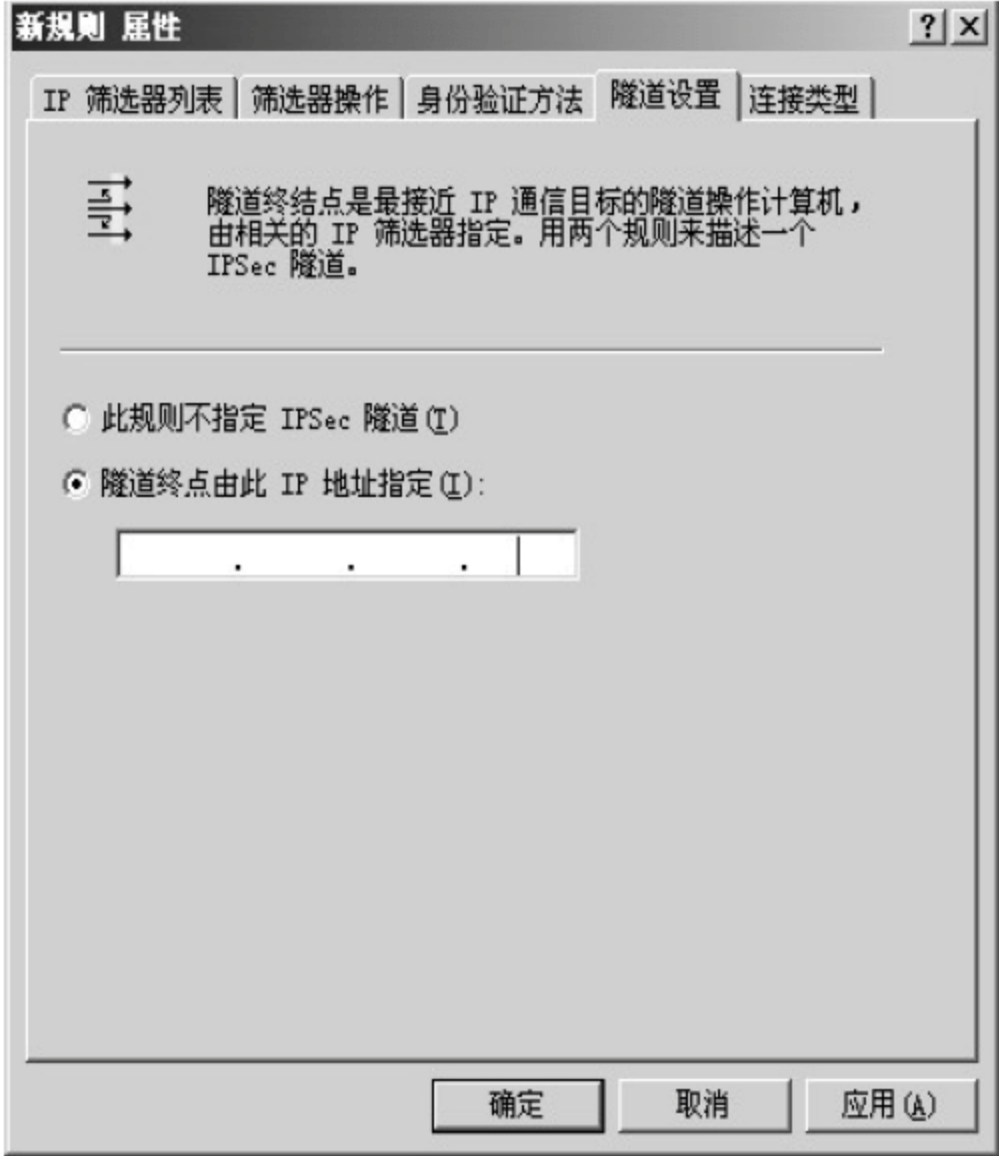 新规则 属性
IP 筛选器列表 筛选器操作 身份验证方法 隧道设置 连接类型
隧道终结点是最接近 IP 通信目标的隧道操作计算机，
由相关的 IP 筛选器指定。用两个规则来描述一个
IPSec 隧道。
此规则不指定 IPSec 隧道(T)
隧道终点由此 IP 地址指定(I):
. . .
确定 取消 应用(A)